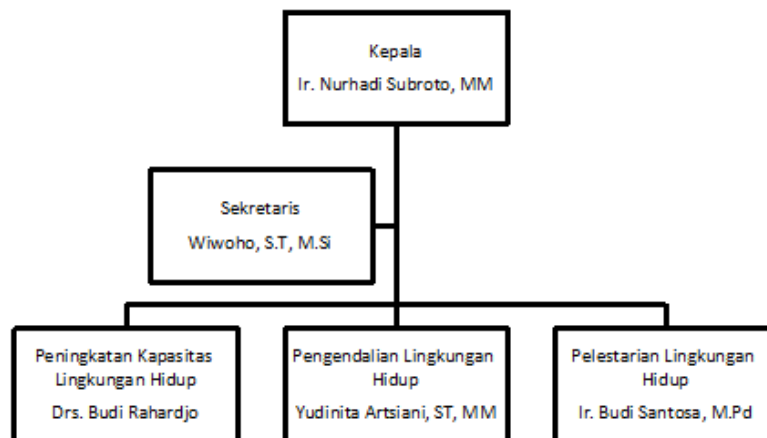 Kepala
Ir. Nurhadi Subroto, MM
Sekretaris
Wiwoho, S.T, M.Si
Peningkatan Kapasitas
Lingkungan Hidup
Drs. Budi Rahardjo
Pengendalian Lingkungan
Hidup
Yudinita Artsiani, ST, MM
Pelestarian Lingkungan
Hidup
Ir. Budi Santosa, M.Pd